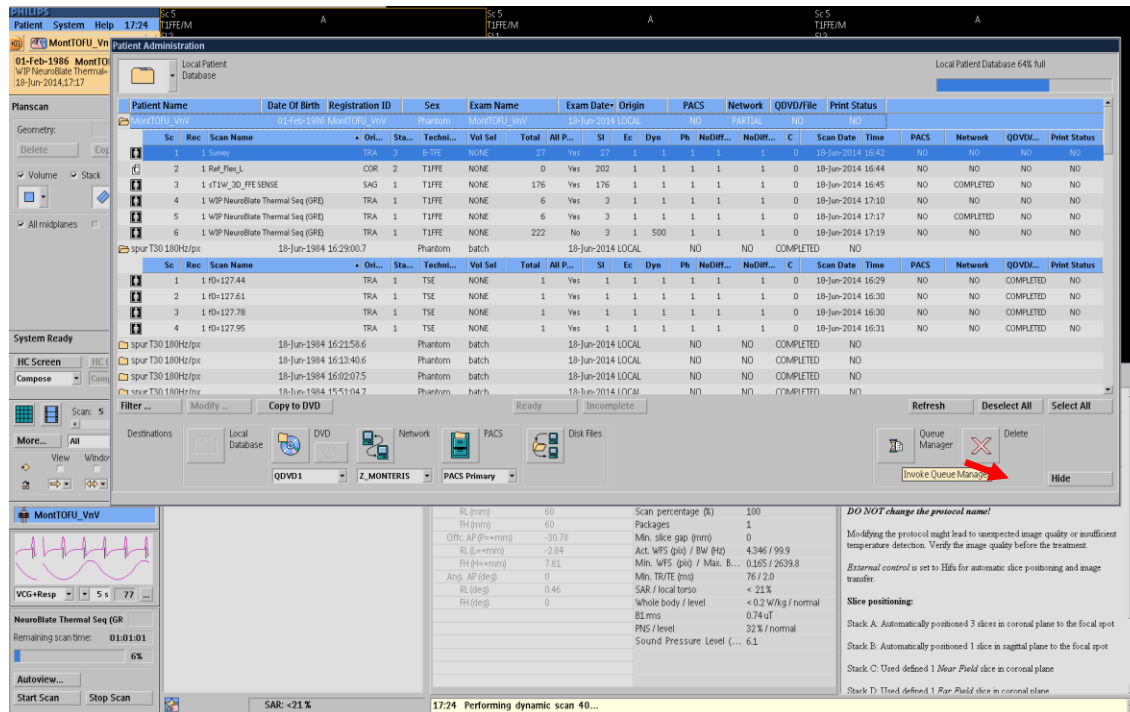 PHILIPS
Patient System Help 17:24
Sc 5
T1FFE/M
A
Sc 5
T1FFE/M
SL1
A
Sc 5
T1FFE/M
A
MontTOFU_Vn
Patient Administration
01-Feb-1986 MontTO
WIP NeuroBlate Thermal
18-Jun-2014,17:17
Local Patient
Database
Local Patient Database 64% full
Planscan
Geometry:
Delete
Volume Stack
All midplanes
Patient Name Date Of Birth Registration ID Sex Exam Name Exam Date Origin PACS Network QDVD/File Print Status
MontTOFU_VnV 01-Feb-1986 MontTOFU_VnV Phantom MontTOFU_VnV 18-Jun-2014 LOCAL NO PARTIAL NO NO
Sc Rec Scan Name Ori... Sta... Techni... Vol Sel Total All P... Sl Ec Dyn Ph NoDiff... NoDiff... C Scan Date Time PACS Network QDVD/... Print Status
1 1 Survey TRA 3 B-TFE NONE 27 Yes 27 1 1 1 1 1 0 18-Jun-2014 16:42 NO NO NO NO
2 1 Ref_Flex_L COR 2 T1FFE NONE 0 Yes 202 1 1 1 1 1 0 18-Jun-2014 16:44 NO NO NO NO
3 1 sT1W_3D_FFE SENSE SAG 1 T1FFE NONE 176 Yes 176 1 1 1 1 1 0 18-Jun-2014 16:45 NO COMPLETED NO NO
4 1 WIP NeuroBlate Thermal Seq (GRE) TRA 1 T1FFE NONE 6 Yes 3 1 1 1 1 1 0 18-Jun-2014 17:10 NO NO NO NO
5 1 WIP NeuroBlate Thermal Seq (GRE) TRA 1 T1FFE NONE 6 Yes 3 1 1 1 1 1 0 18-Jun-2014 17:17 NO COMPLETED NO NO
6 1 WIP NeuroBlate Thermal Seq (GRE) TRA 1 T1FFE NONE 222 No 3 1 500 1 1 1 0 18-Jun-2014 17:19 NO NO NO NO
spur T30 180Hz/px 18-Jun-1984 16:29:00.7 Phantom batch 18-Jun-2014 LOCAL NO NO COMPLETED NO
Sc Rec Scan Name Ori... Sta... Techni... Vol Sel Total All P... Sl Ec Dyn Ph NoDiff... NoDiff... C Scan Date Time PACS Network QDVD/... Print Status
1 1 f0=127.44 TRA 1 TSE NONE 1 Yes 1 1 1 1 1 1 0 18-Jun-2014 16:29 NO NO COMPLETED NO
2 1 f0=127.61 TRA 1 TSE NONE 1 Yes 1 1 1 1 1 1 0 18-Jun-2014 16:30 NO NO COMPLETED NO
3 1 f0=127.78 TRA 1 TSE NONE 1 Yes 1 1 1 1 1 1 0 18-Jun-2014 16:30 NO NO COMPLETED NO
4 1 f0=127.95 TRA 1 TSE NONE 1 Yes 1 1 1 1 1 1 0 18-Jun-2014 16:31 NO NO COMPLETED NO
spur T30 180Hz/px 18-Jun-1984 16:21:58.6 Phantom batch 18-Jun-2014 LOCAL NO NO COMPLETED NO
spur T30 180Hz/px 18-Jun-1984 16:13:40.6 Phantom batch 18-Jun-2014 LOCAL NO NO COMPLETED NO
spur T30 180Hz/px 18-Jun-1984 16:02:07.5 Phantom batch 18-Jun-2014 LOCAL NO NO COMPLETED NO
spur T30 180Hz/px 18-Jun-1984 15:51:04.7 Phantom batch 18-Jun-2014 LOCAL NO NO COMPLETED NO
System Ready
HC Screen
Compose
Scan: 5
More... All
View Windo
Filter ... Modify ... Copy to DVD Ready Incomplete Refresh Deselect All Select All
Destinations
Local
Database
DVD
Network
PACS
Disk Files
Queue
Manager
Delete
QDVD1 Z_MONTERIS PACS Primary
Invoke Queue Manager
Hide
MontTOFU_VnV
VCG+Resp 5 s 77 ...
NeuroBlate Thermal Seq (GR
Remaining scan time: 01:01:01
6%
Autoview...
Start Scan Stop Scan
SAR: <21 %
RL (mm) 60
FH (mm) 60
Offc. AP (P=+mm) -30.78
RL (L=+mm) -2.84
FH (H=+mm) 7.81
Ang. AP (deg) 0
RL (deg) 0.46
FH (deg) 0
Scan percentage (%) 100
Packages 1
Min. slice gap (mm) 0
Act. WFS (pix) / BW (Hz) 4.346 / 99.9
Min. WFS (pix) / Max. B... 0.165 / 2639.8
Min. TR/TE (ms) 76 / 2.0
SAR / local torso < 21%
Whole body / level < 0.2 W/kg / normal
B1 rms 0.74 uT
PNS / level 32 % / normal
Sound Pressure Level (... 6.1
17:24 Performing dynamic scan 40...
DO NOT change the protocol name!
Modifying the protocol might lead to unexpected image quality or insufficient
temperature detection. Verify the image quality before the treatment.
External control is set to Hifu for automatic slice positioning and image
transfer.
Slice positioning:
Stack A: Automatically positioned 3 slices in coronal plane to the focal spot
Stack B: Automatically positioned 1 slice in sagittal plane to the focal spot
Stack C: Used defined 1 Near Field slice in coronal plane
Stack D: Used defined 1 Far Field slice in coronal plane